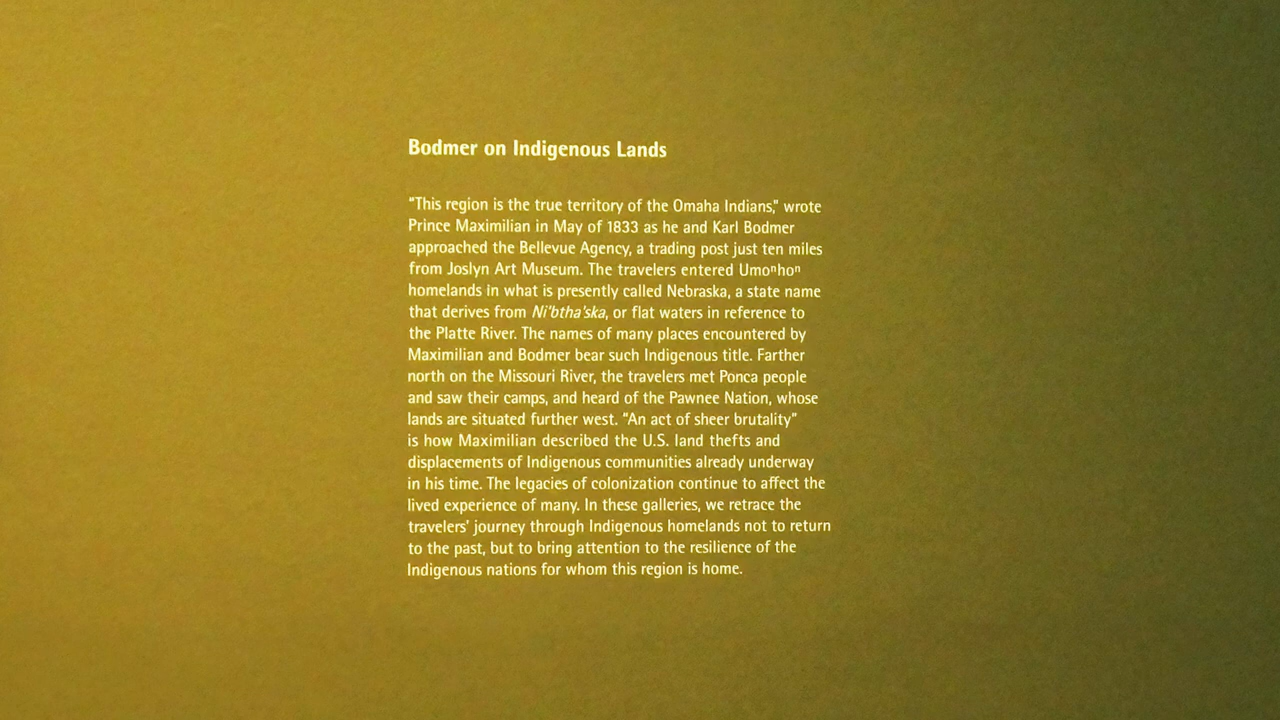 Bodmer on Indigenous Lands
"This region is the true territory of the Omaha Indians," wrote
Prince Maximilian in May of 1833 as he and Karl Bodmer
approached the Bellevue Agency, a trading post just ten miles
from Joslyn Art Museum. The travelers entered Umoⁿhoⁿ
homelands in what is presently called Nebraska, a state name
that derives from Ni'btha'ska, or flat waters in reference to
the Platte River. The names of many places encountered by
Maximilian and Bodmer bear such Indigenous title. Farther
north on the Missouri River, the travelers met Ponca people
and saw their camps, and heard of the Pawnee Nation, whose
lands are situated further west. "An act of sheer brutality"
is how Maximilian described the U.S. land thefts and
displacements of Indigenous communities already underway
in his time. The legacies of colonization continue to affect the
lived experience of many. In these galleries, we retrace the
travelers' journey through Indigenous homelands not to return
to the past, but to bring attention to the resilience of the
Indigenous nations for whom this region is home.